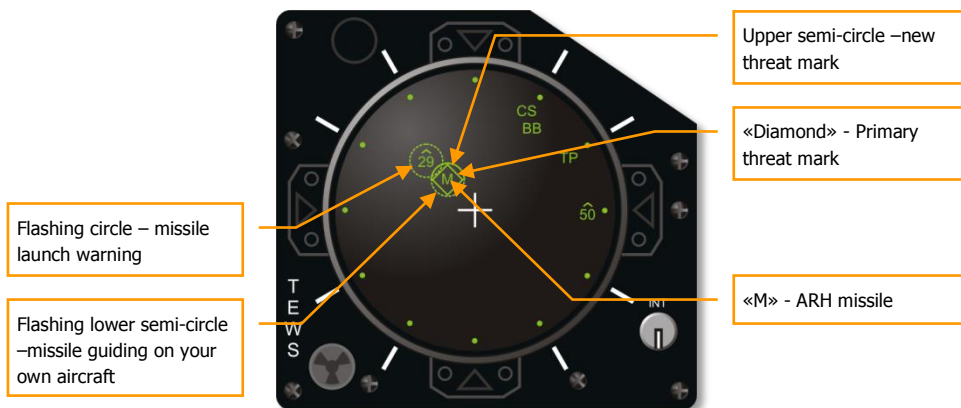 Upper semi-circle –new
threat mark
«Diamond» - Primary
threat mark
CS
BB
TP
29
M
50
Flashing circle – missile
launch warning
«M» - ARH missile
INT
T
E
W
S
Flashing lower semi-circle
–missile guiding on your
own aircraft